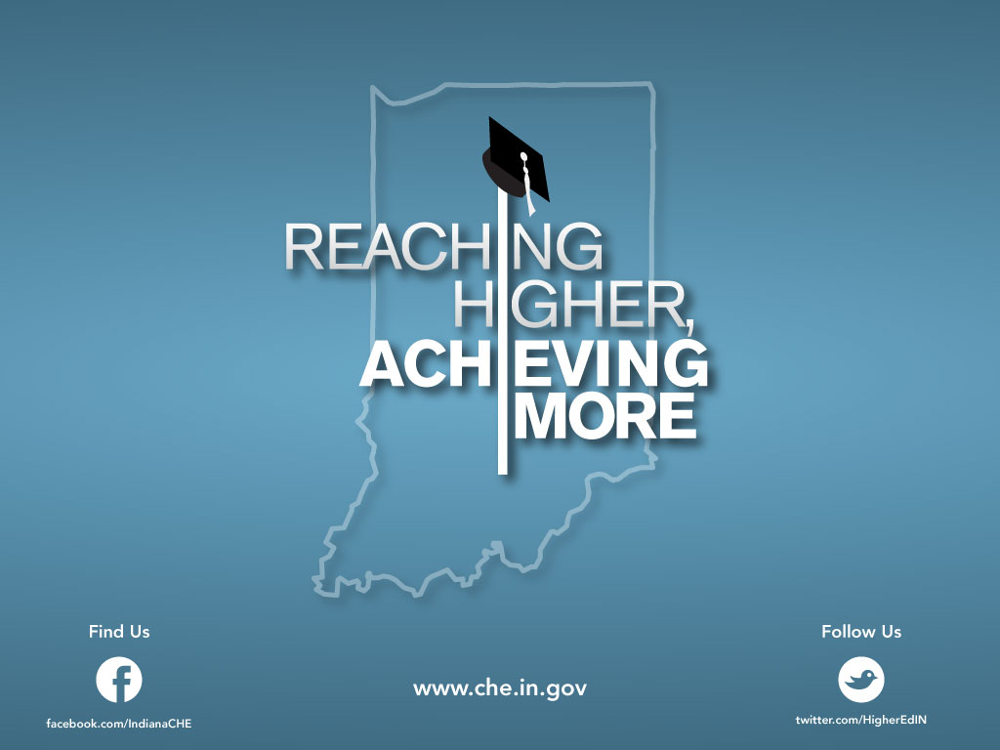 REACHING
HIGHER,
ACHIEVING
MORE
Find Us
facebook.com/IndianaCHE
www.che.in.gov
Follow Us
twitter.com/HigherEdIN